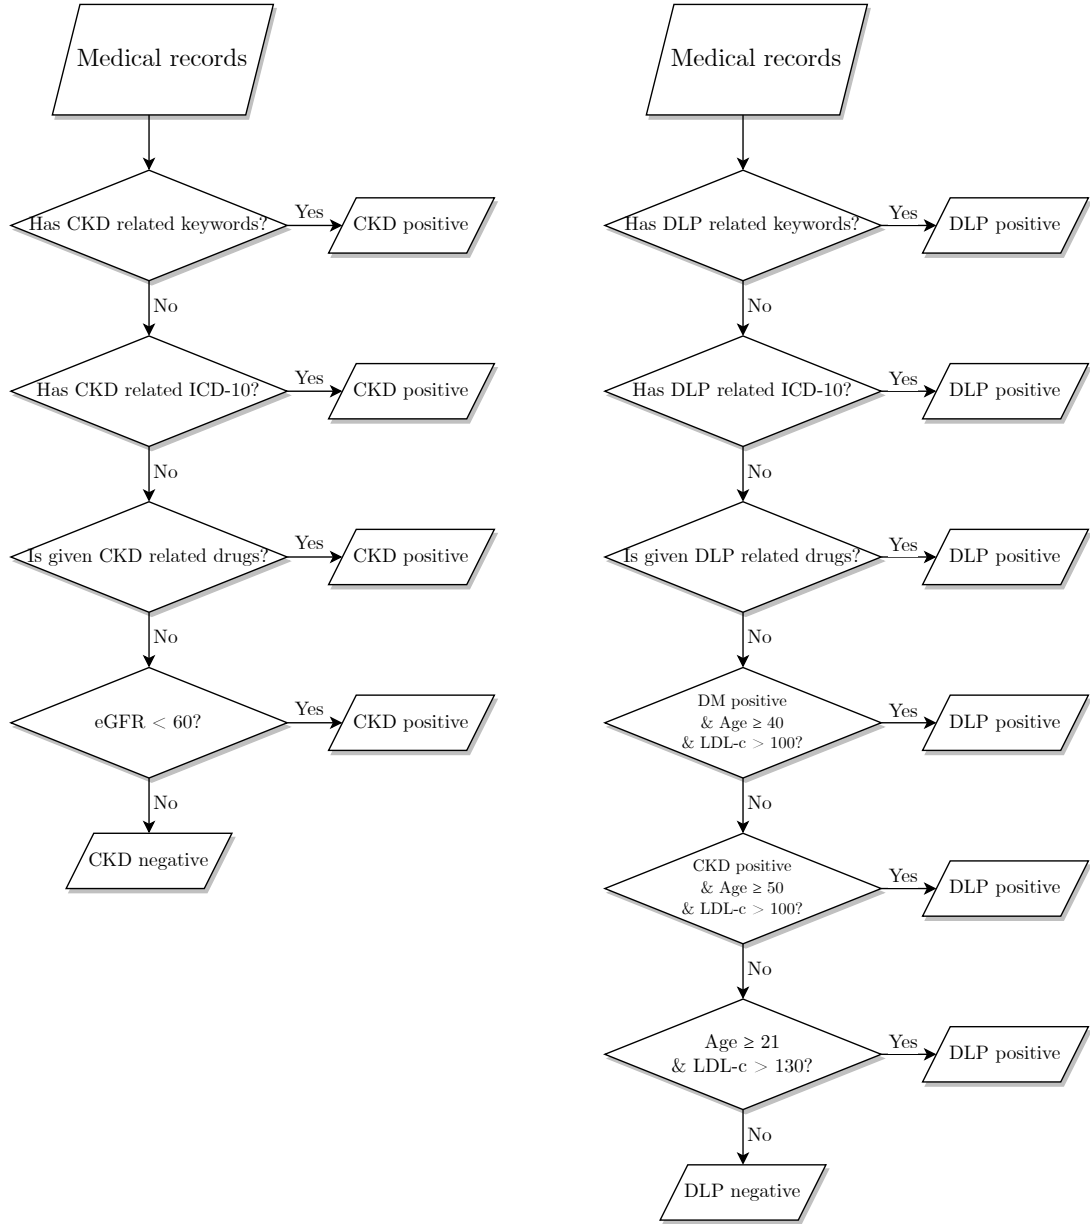 Medical records
Has CKD related keywords?
Yes
CKD positive
No
Has CKD related ICD-10?
Yes
CKD positive
No
Is given CKD related drugs?
Yes
CKD positive
No
eGFR < 60?
Yes
CKD positive
No
CKD negative
Medical records
Has DLP related keywords?
Yes
DLP positive
No
Has DLP related ICD-10?
Yes
DLP positive
No
Is given DLP related drugs?
Yes
DLP positive
No
DM positive
& Age ≥ 40
& LDL-c > 100?
Yes
DLP positive
No
CKD positive
& Age ≥ 50
& LDL-c > 100?
Yes
DLP positive
No
Age ≥ 21
& LDL-c > 130?
Yes
DLP positive
No
DLP negative